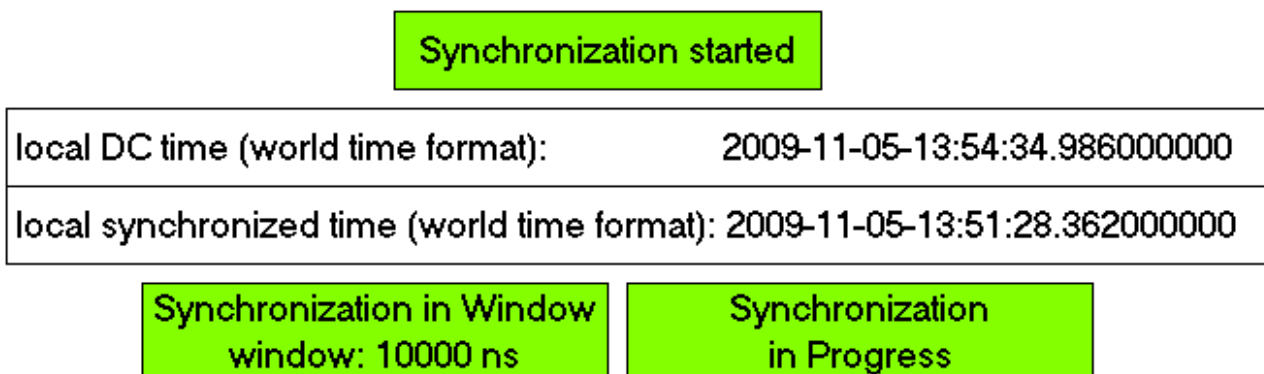 Synchronization started
local DC time (world time format): 2009-11-05-13:54:34.986000000
local synchronized time (world time format): 2009-11-05-13:51:28.362000000
Synchronization in Window
window: 10000 ns
Synchronization
in Progress